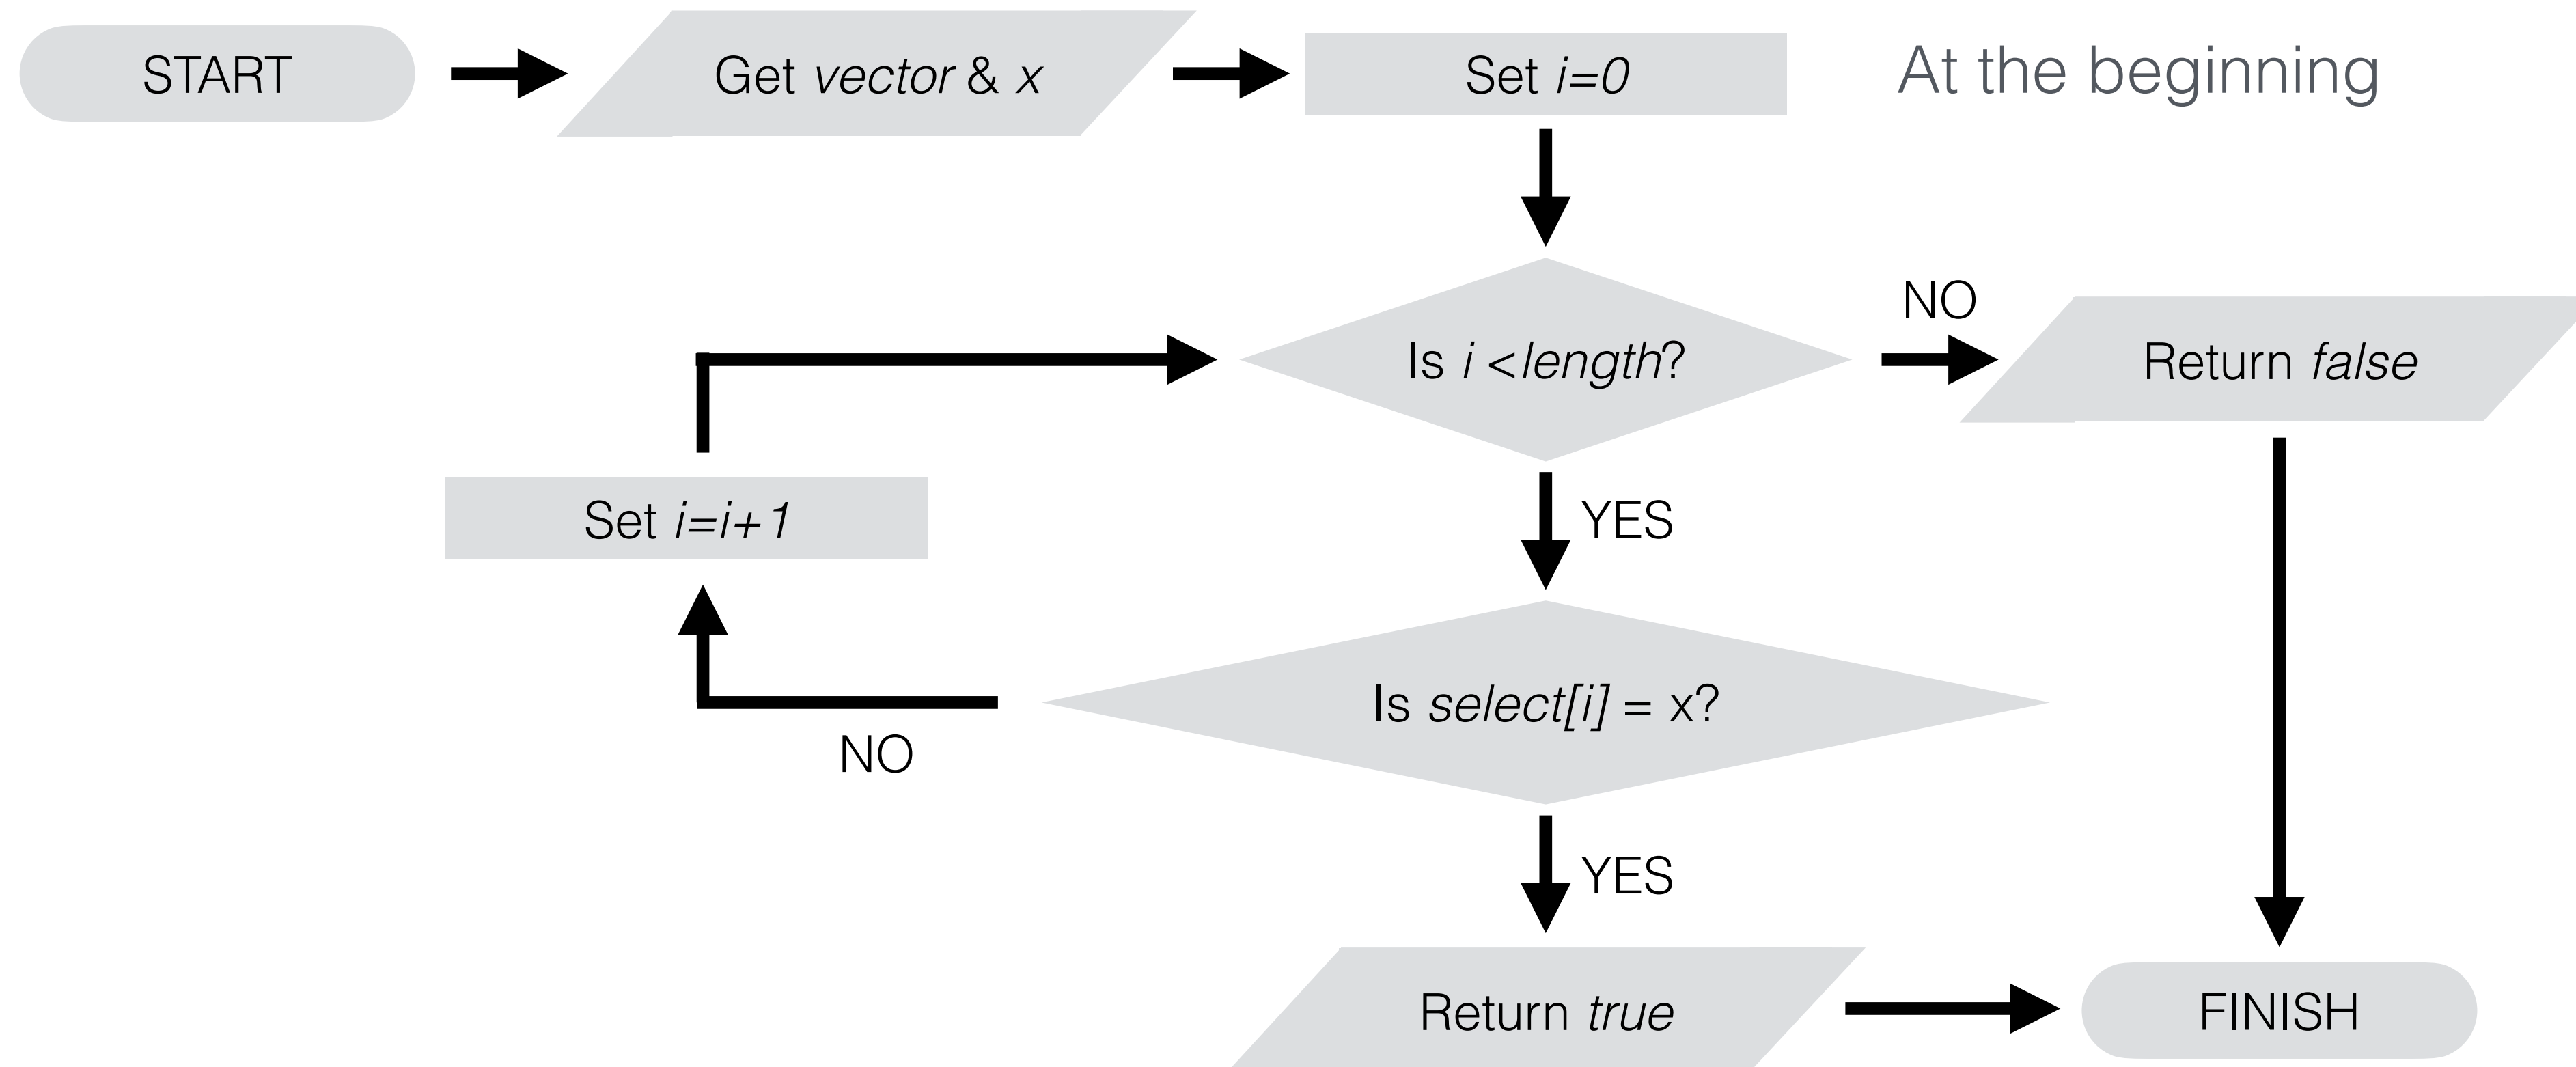 START
Get vector & x
Set i=0
At the beginning
Is i <length?
NO
Return false
Set i=i+1
YES
Is select[i] = x?
NO
YES
Return true
FINISH